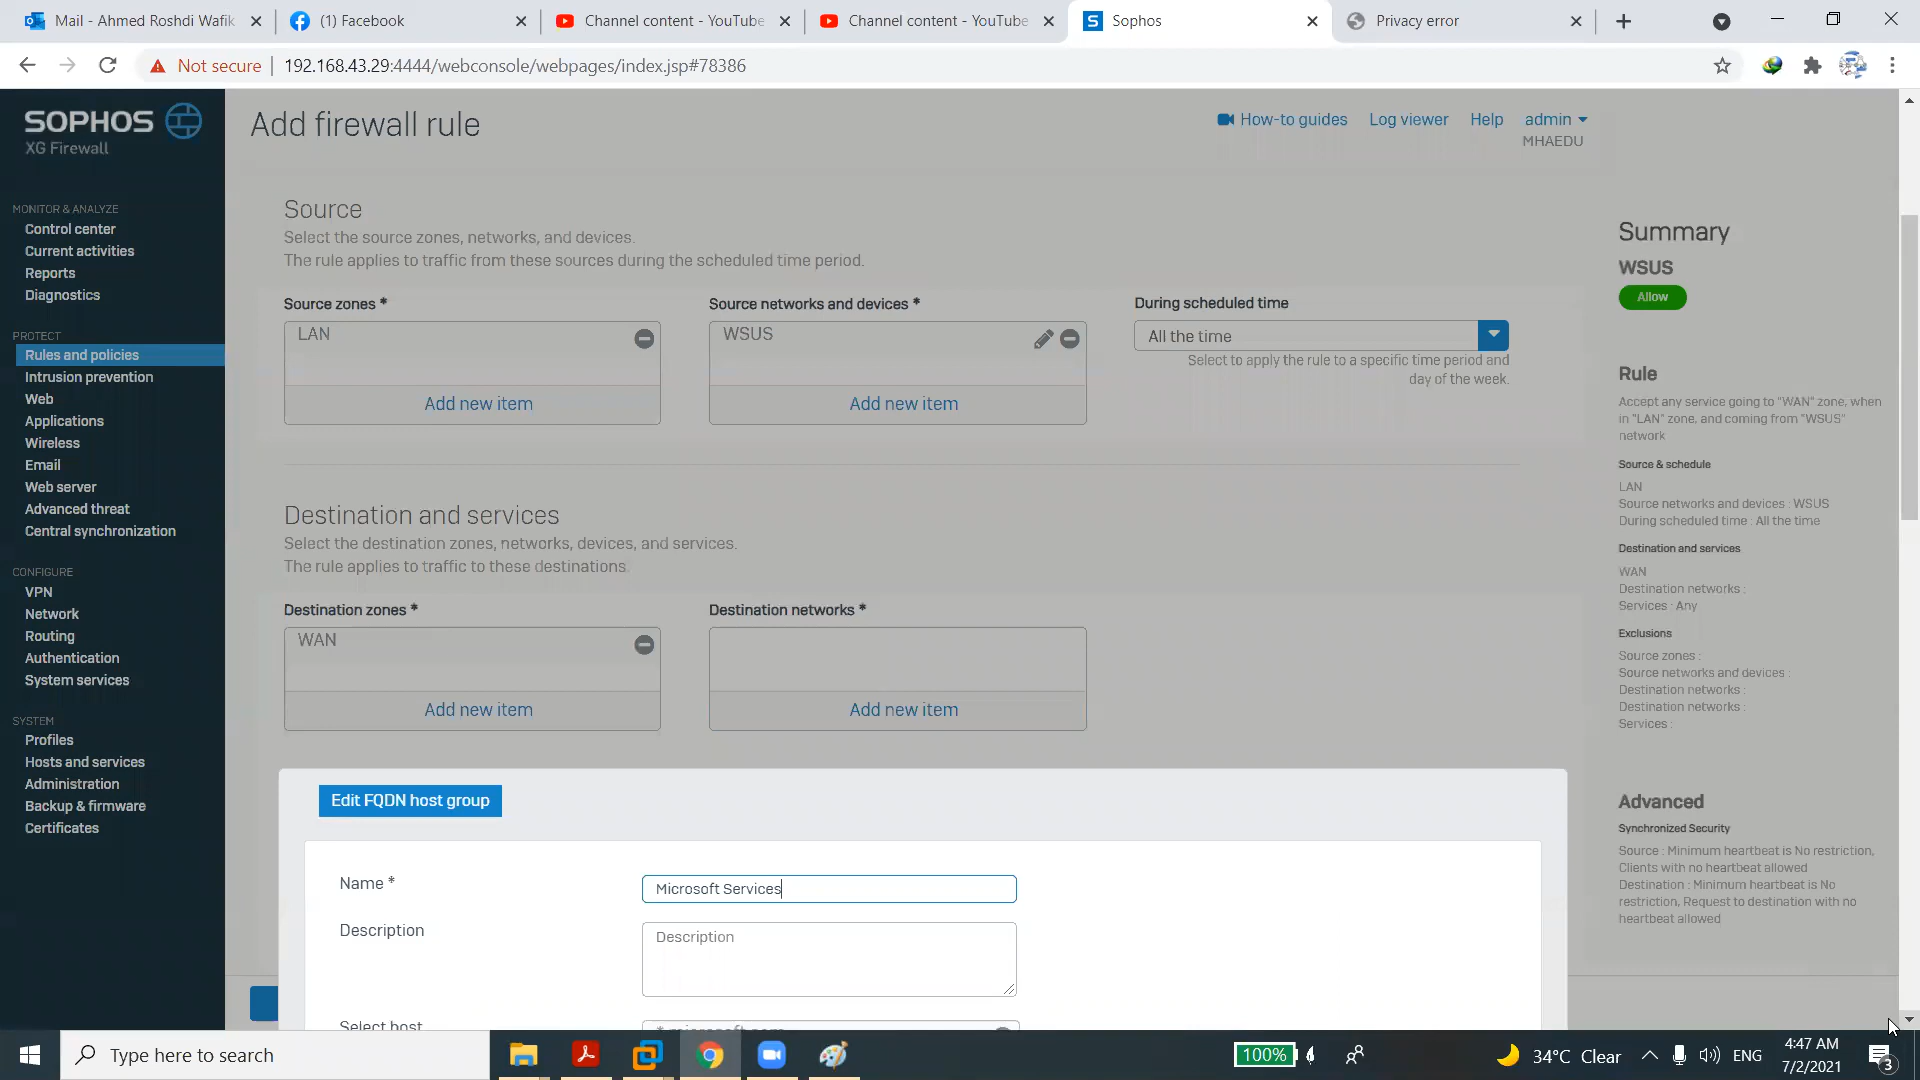 Mail - Ahmed Roshdi Wafik
(1) Facebook
Channel content - YouTube
Channel content - YouTube
Sophos
Privacy error
Not secure
192.168.43.29:4444/webconsole/webpages/index.jsp#78386
SOPHOS
XG Firewall
Add firewall rule
How-to guides
Log viewer
Help
admin
MHAEDU
MONITOR & ANALYZE
Control center
Current activities
Reports
Diagnostics
PROTECT
Rules and policies
Intrusion prevention
Web
Applications
Wireless
Email
Web server
Advanced threat
Central synchronization
CONFIGURE
VPN
Network
Routing
Authentication
System services
SYSTEM
Profiles
Hosts and services
Administration
Backup & firmware
Certificates
Source
Select the source zones, networks, and devices.
The rule applies to traffic from these sources during the scheduled time period.
Source zones *
LAN
Add new item
Source networks and devices *
WSUS
Add new item
During scheduled time
All the time
Select to apply the rule to a specific time period and
day of the week.
Destination and services
Select the destination zones, networks, devices, and services.
The rule applies to traffic to these destinations.
Destination zones *
WAN
Add new item
Destination networks *
Add new item
Edit FQDN host group
Name *
Microsoft Services
Description
Description
Select host
*.microsoft.com
Summary
WSUS
Allow
Rule
Accept any service going to "WAN" zone, when
in "LAN" zone, and coming from "WSUS"
network
Source & schedule
LAN
Source networks and devices : WSUS
During scheduled time : All the time
Destination and services
WAN
Destination networks :
Services : Any
Exclusions
Source zones :
Source networks and devices :
Destination networks :
Destination networks :
Services :
Advanced
Synchronized Security
Source : Minimum heartbeat is No restriction,
Clients with no heartbeat allowed
Destination : Minimum heartbeat is No
restriction, Request to destination with no
heartbeat allowed
Type here to search
100%
34°C Clear
ENG
4:47 AM
7/2/2021
3